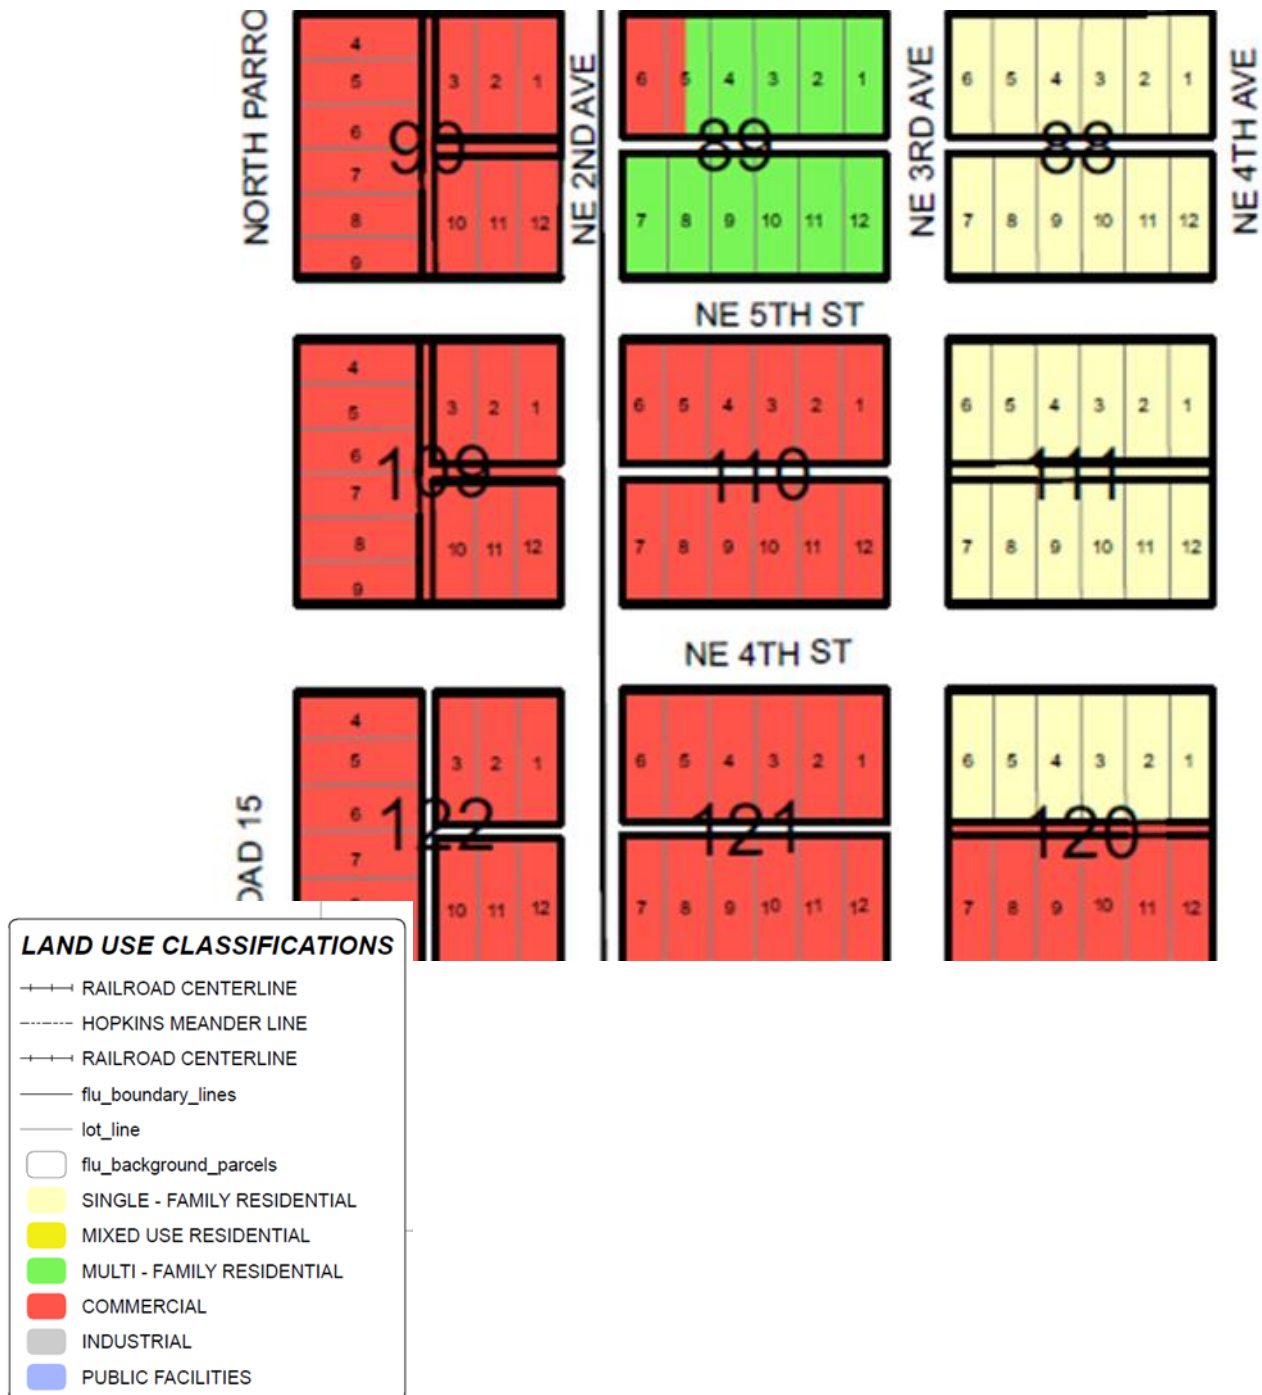 NORTH PARRO
NE 2ND AVE
NE 3RD AVE
NE 4TH AVE
4
5
6
7
8
9
3 2 1
10 11 12
6 5 4 3 2 1
89
7 8 9 10 11 12
6 5 4 3 2 1
88
7 8 9 10 11 12
NE 5TH ST
4
5
6
7
8
9
3 2 1
109
10 11 12
6 5 4 3 2 1
110
7 8 9 10 11 12
6 5 4 3 2 1
111
7 8 9 10 11 12
NE 4TH ST
OAD 15
4
5
6
7
3 2 1
122
10 11 12
6 5 4 3 2 1
121
7 8 9 10 11 12
6 5 4 3 2 1
120
7 8 9 10 11 12
LAND USE CLASSIFICATIONS
RAILROAD CENTERLINE
HOPKINS MEANDER LINE
RAILROAD CENTERLINE
flu_boundary_lines
lot_line
flu_background_parcels
SINGLE - FAMILY RESIDENTIAL
MIXED USE RESIDENTIAL
MULTI - FAMILY RESIDENTIAL
COMMERCIAL
INDUSTRIAL
PUBLIC FACILITIES